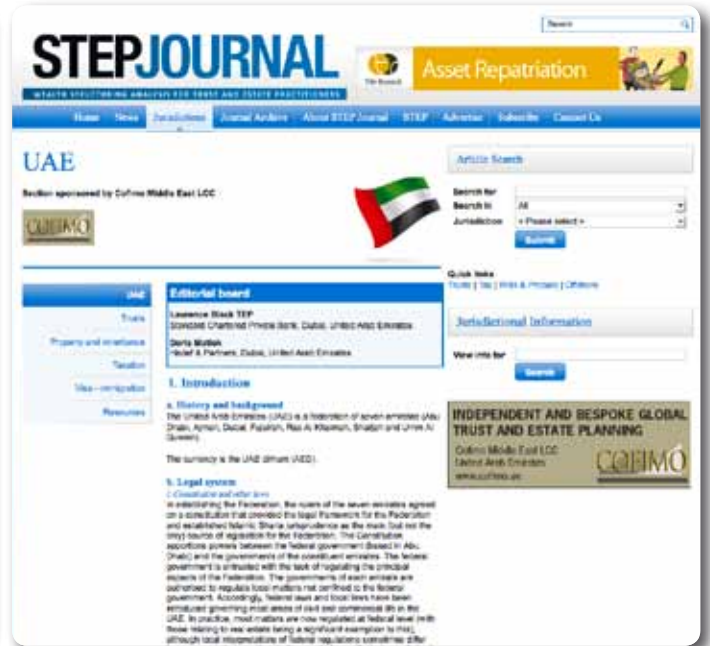 Search
STEPJOURNAL
WEALTH STRUCTURING ANALYSIS FOR TRUST AND ESTATE PRACTITIONERS
Asset Repatriation
Home News Jurisdictions Journal Archive About STEP Journal STEP Advertise Subscribe Contact Us
UAE
Section sponsored by Cofimo Middle East LCC
COFIMO
Article Search
Search for
Search in All
Jurisdiction < Please select >
Submit
Quick links
Trusts | Tax | Wills & Probate | Offshore
Jurisdictional Information
View info for
Search
INDEPENDENT AND BESPOKE GLOBAL
TRUST AND ESTATE PLANNING
Cofimo Middle East LCC
United Arab Emirates
www.cofimo.ae
COFIMÓ
UAE
Trusts
Property and inheritance
Taxation
Visa - immigration
Resources
Editorial board
Lawrence Black TEP
Standard Chartered Private Bank, Dubai, United Arab Emirates
& Partners, Dubai, United Arab Emirates
1. Introduction
a. History and background
The United Arab Emirates (UAE) is a federation of seven emirates (Abu
Dhabi, Ajman, Dubai, Fujairah, Ras Al Khaimah, Sharjah and Umm Al
Quwain).
The currency is the UAE dirham (AED).
b. Legal system
i. Constitution and other laws
In establishing the Federation, the rulers of the seven emirates agreed
on a constitution that provided the legal framework for the Federation
and established Islamic Sharia jurisprudence as the main (but not the
only) source of legislation for the Federation. The Constitution
apportions powers between the federal government (based in Abu
Dhabi) and the governments of the constituent emirates. The federal
government is entrusted with the task of regulating the principal
aspects of the Federation. The governments of each emirate are
authorised to regulate local matters not confined to the federal
government. Accordingly, federal laws and local laws have been
introduced governing most areas of civil and commercial life in the
UAE. In practice, most matters are now regulated at federal level (with
those relating to real estate being a significant exemption to this),
although local interpretations of federal regulations sometimes differ